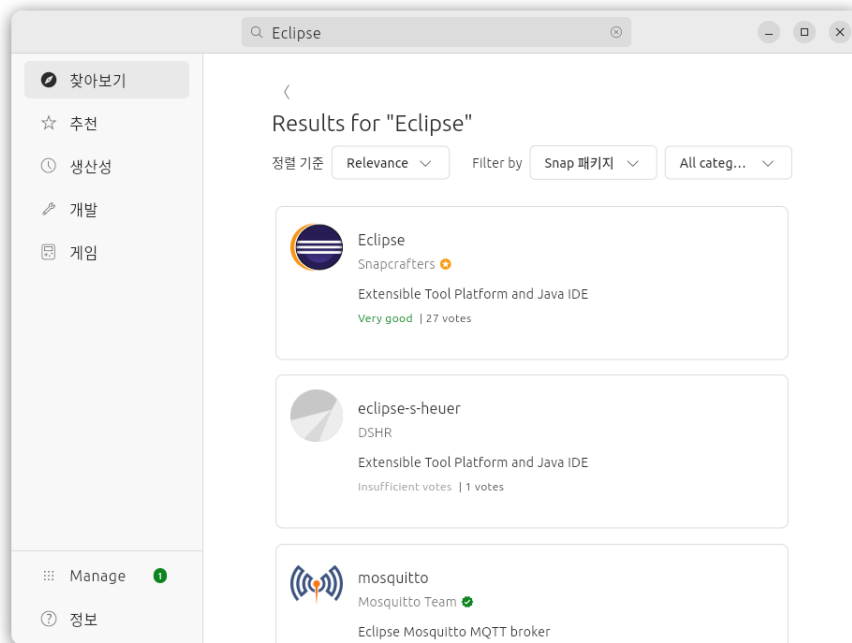 Eclipse
찾아보기
추천
생산성
개발
게임
Results for "Eclipse"
정렬 기준 Relevance Filter by Snap 패키지 All categ...
Eclipse
Snapcrafters
Extensible Tool Platform and Java IDE
Very good | 27 votes
eclipse-s-heuer
DSHR
Extensible Tool Platform and Java IDE
Insufficient votes | 1 votes
mosquitto
Mosquitto Team
Eclipse Mosquitto MQTT broker
Manage 1
정보